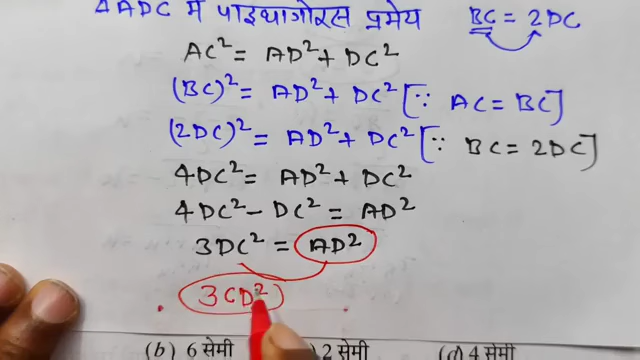 △ADC में पाइथागोरस प्रमेय BC = 2DC
AC² = AD² + DC²
(BC)² = AD² + DC² [∵ AC = BC]
(2DC)² = AD² + DC² [∵ BC = 2DC]
4DC² = AD² + DC²
4DC² - DC² = AD²
3DC² = AD²
3CD²
(b) 6 सेमी 2 सेमी (d) 4 सेमी